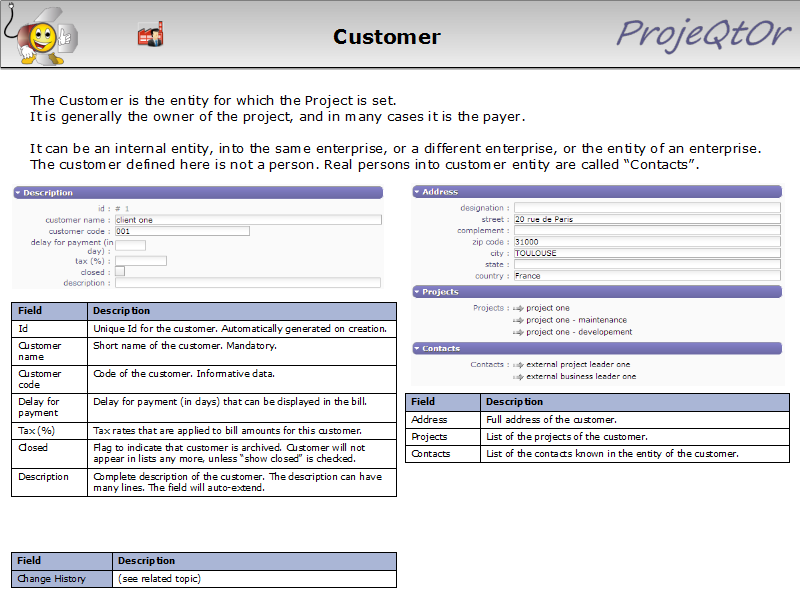 Customer
ProjeQtOr
The Customer is the entity for which the Project is set.
It is generally the owner of the project, and in many cases it is the payer.
It can be an internal entity, into the same enterprise, or a different enterprise, or the entity of an enterprise.
The customer defined here is not a person. Real persons into customer entity are called “Contacts”.
Description
id : # 1
customer name : client one
customer code : 001
delay for payment (in
day) :
tax (%) :
closed :
description :
Field Description
Id Unique Id for the customer. Automatically generated on creation.
Customer
name
Short name of the customer. Mandatory.
Customer
code
Code of the customer. Informative data.
Delay for
payment
Delay for payment (in days) that can be displayed in the bill.
Tax (%) Tax rates that are applied to bill amounts for this customer.
Closed Flag to indicate that customer is archived. Customer will not
appear in lists any more, unless “show closed” is checked.
Description Complete description of the customer. The description can have
many lines. The field will auto-extend.
Address
designation :
street : 20 rue de Paris
complement :
zip code : 31000
city : TOULOUSE
state :
country : France
Projects
Projects : project one
project one - maintenance
project one - developement
Contacts
Contacts : external project leader one
external business leader one
Field Description
Address Full address of the customer.
Projects List of the projects of the customer.
Contacts List of the contacts known in the entity of the customer.
Field Description
Change History (see related topic)